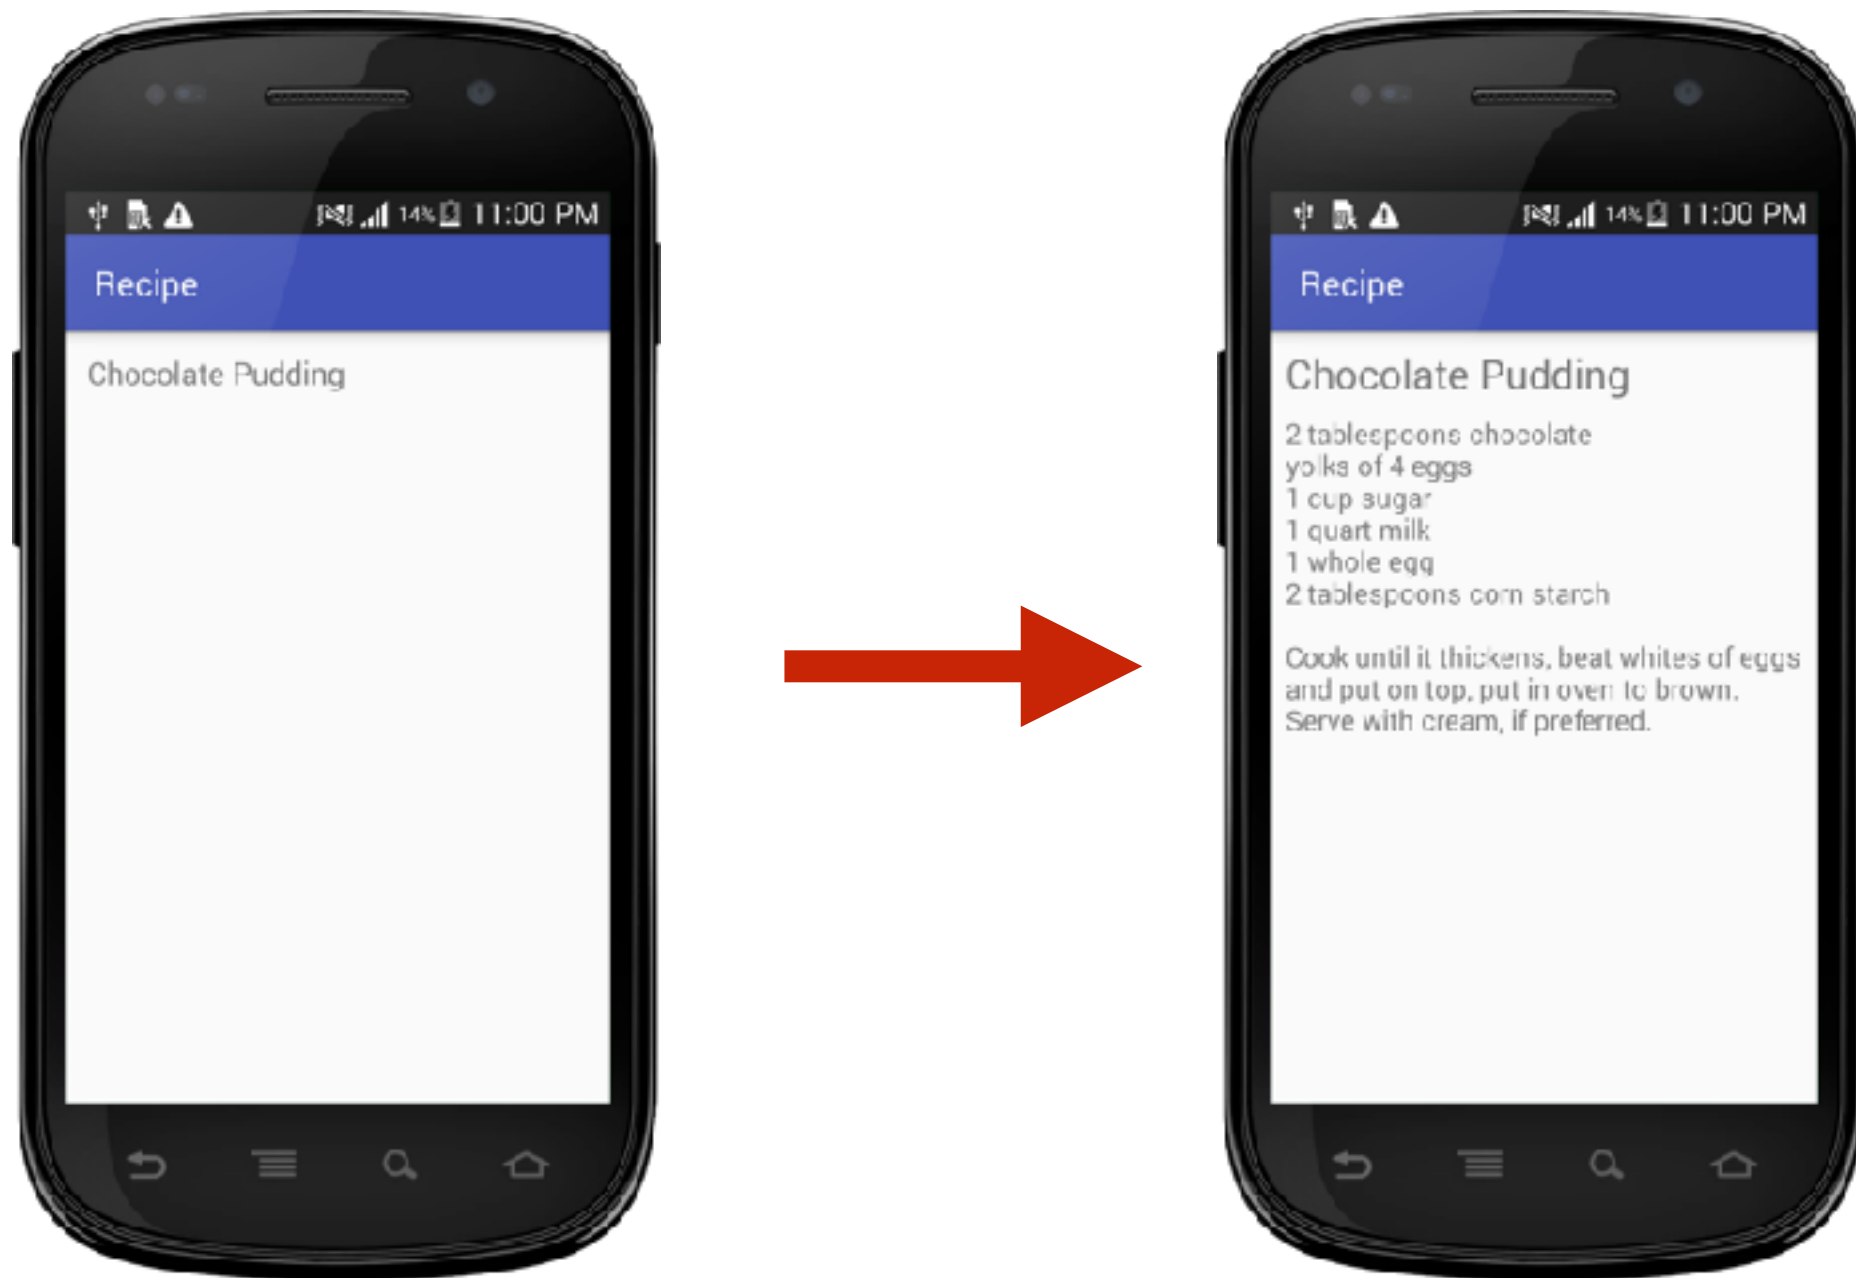 14% 11:00 PM
Recipe
Chocolate Pudding
14% 11:00 PM
Recipe
Chocolate Pudding
2 tablespoons chocolate
yolks of 4 eggs
1 cup sugar
1 quart milk
1 whole egg
2 tablespoons corn starch
Cook until it thickens, beat whites of eggs
and put on top, put in oven to brown.
Serve with cream, if preferred.